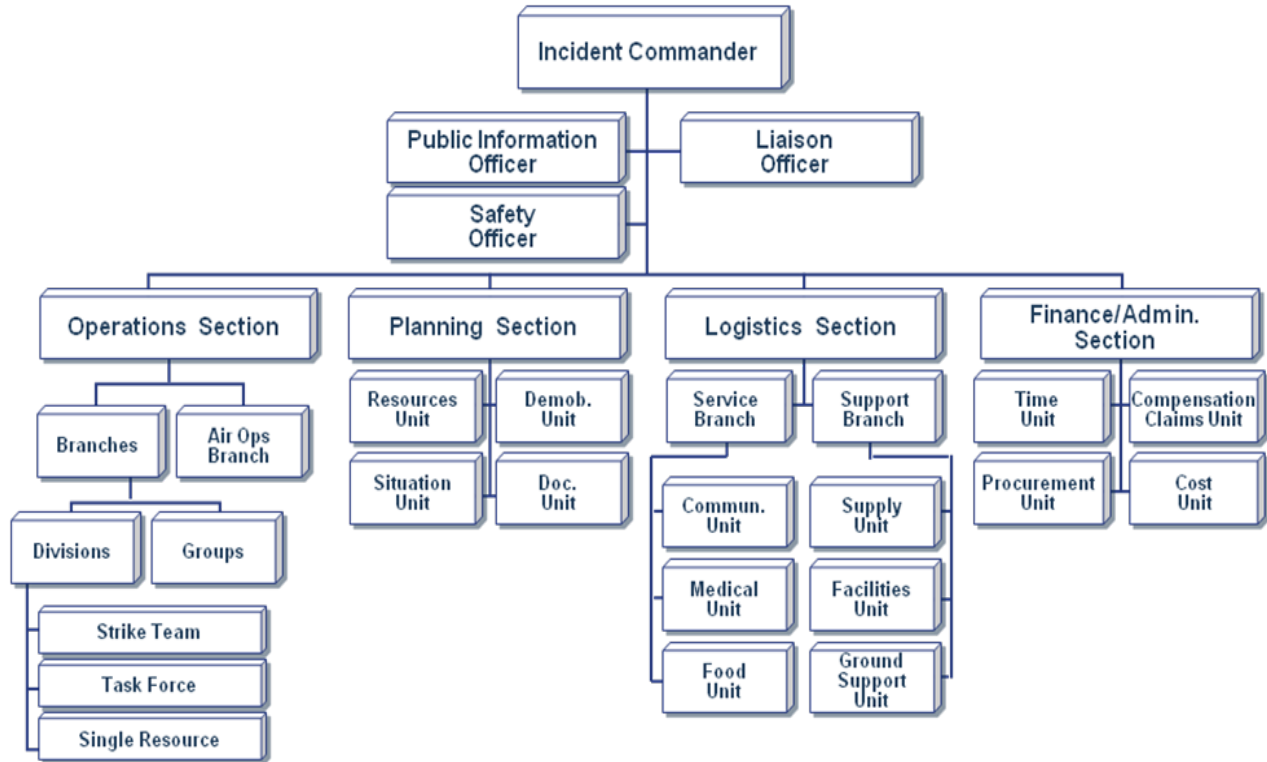 Incident Commander
Public Information
Officer
Liaison
Officer
Safety
Officer
Operations Section
Planning Section
Logistics Section
Finance/Admin.
Section
Branches
Air Ops
Branch
Resources
Unit
Demob.
Unit
Service
Branch
Support
Branch
Time
Unit
Compensation
Claims Unit
Situation
Unit
Doc.
Unit
Procurement
Unit
Cost
Unit
Divisions
Groups
Commun.
Unit
Supply
Unit
Medical
Unit
Facilities
Unit
Food
Unit
Ground
Support
Unit
Strike Team
Task Force
Single Resource